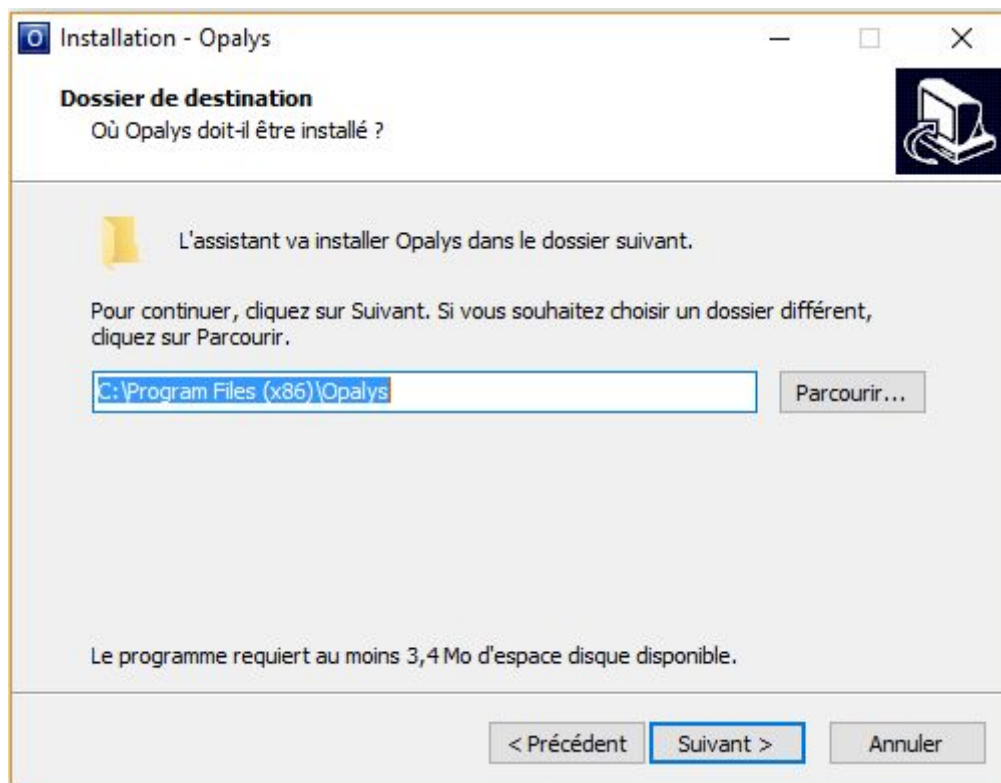 O Installation - Opalys
Dossier de destination
Où Opalys doit-il être installé ?
L'assistant va installer Opalys dans le dossier suivant.
Pour continuer, cliquez sur Suivant. Si vous souhaitez choisir un dossier différent,
cliquez sur Parcourir.
C:\Program Files (x86)\Opalys
Parcourir...
Le programme requiert au moins 3,4 Mo d'espace disque disponible.
< Précédent
Suivant >
Annuler